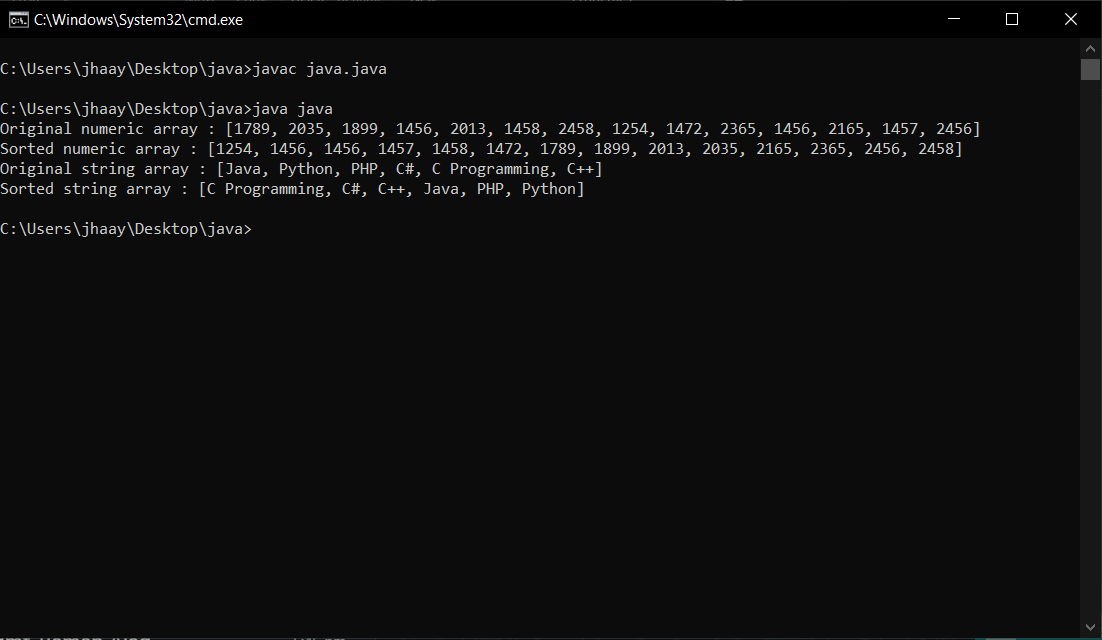 C:\Windows\System32\cmd.exe
C:\Users\jhaay\Desktop\java>javac java.java
C:\Users\jhaay\Desktop\java>java java
Original numeric array : [1789, 2035, 1899, 1456, 2013, 1458, 2458, 1254, 1472, 2365, 1456, 2165, 1457, 2456]
Sorted numeric array : [1254, 1456, 1456, 1457, 1458, 1472, 1789, 1899, 2013, 2035, 2165, 2365, 2456, 2458]
Original string array : [Java, Python, PHP, C#, C Programming, C++]
Sorted string array : [C Programming, C#, C++, Java, PHP, Python]
C:\Users\jhaay\Desktop\java>